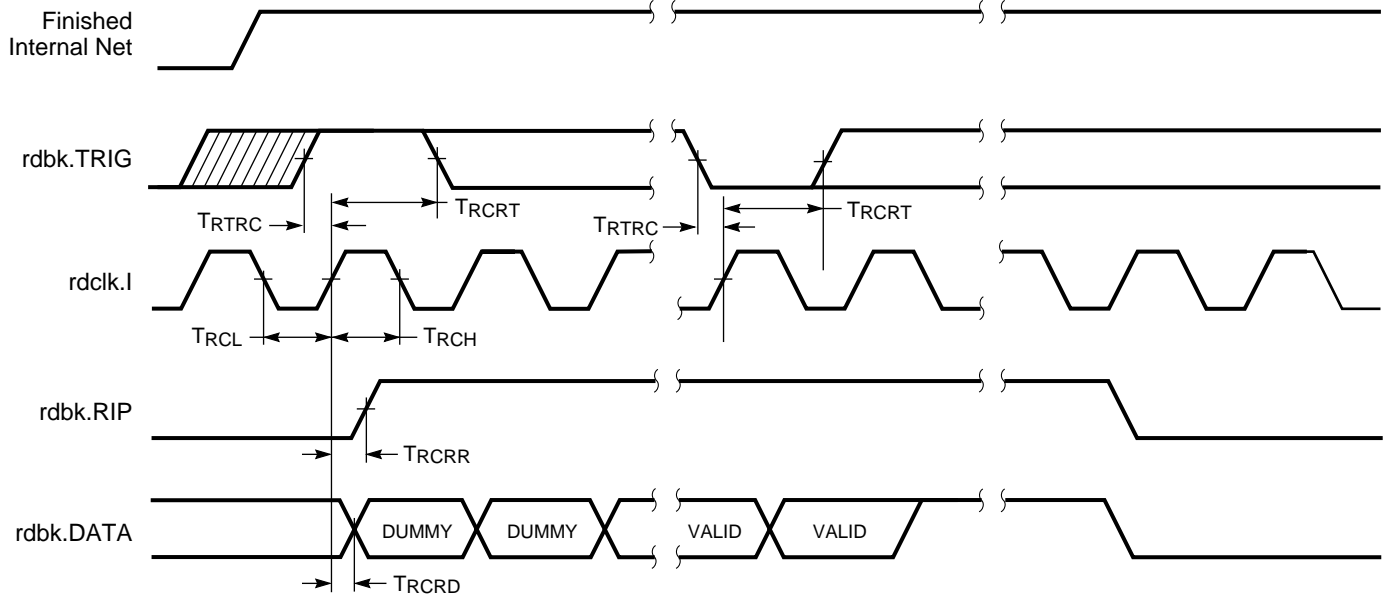 Finished
Internal Net
rdbk.TRIG
TRTRC
TRCRT
TRTRC
TRCRT
rdclk.I
TRCL
TRCH
rdbk.RIP
TRCRR
rdbk.DATA
DUMMY
DUMMY
VALID
VALID
TRCRD